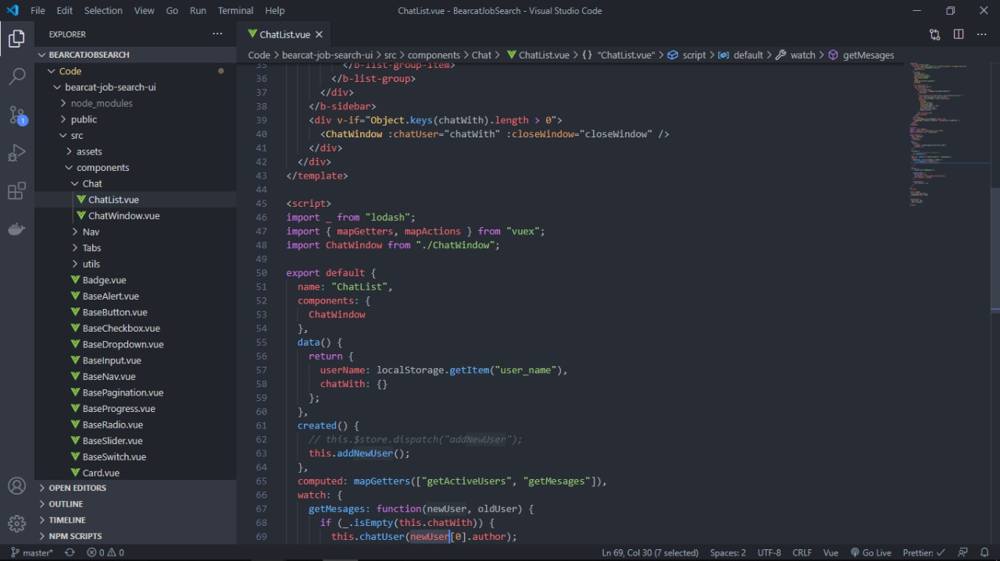 File Edit Selection View Go Run Terminal Help
ChatList.vue - BearcatJobSearch - Visual Studio Code
EXPLORER
BEARCATJOBSEARCH
Code
bearcat-job-search-ui
node_modules
public
src
assets
components
Chat
ChatList.vue
ChatWindow.vue
Nav
Tabs
utils
Badge.vue
BaseAlert.vue
BaseButton.vue
BaseCheckbox.vue
BaseDropdown.vue
BaseInput.vue
BaseNav.vue
BasePagination.vue
BaseProgress.vue
BaseRadio.vue
BaseSlider.vue
BaseSwitch.vue
Card.vue
OPEN EDITORS
OUTLINE
TIMELINE
NPM SCRIPTS
1
ChatList.vue
Code > bearcat-job-search-ui > src > components > Chat > ChatList.vue > {} "ChatList.vue" > script > default > watch > getMesages
35 </b-list-group-item>
36 </b-list-group>
37 </div>
38 </b-sidebar>
39 <div v-if="Object.keys(chatWith).length > 0">
40 <ChatWindow :chatUser="chatWith" :closeWindow="closeWindow" />
41 </div>
42 </div>
43 </template>
44
45 <script>
46 import _ from "lodash";
47 import { mapGetters, mapActions } from "vuex";
48 import ChatWindow from "./ChatWindow";
49
50 export default {
51 name: "ChatList",
52 components: {
53 ChatWindow
54 },
55 data() {
56 return {
57 userName: localStorage.getItem("user_name"),
58 chatWith: {}
59 };
60 },
61 created() {
62 // this.$store.dispatch("addNewUser");
63 this.addNewUser();
64 },
65 computed: mapGetters(["getActiveUsers", "getMesages"]),
66 watch: {
67 getMesages: function(newUser, oldUser) {
68 if (_.isEmpty(this.chatWith)) {
69 this.chatUser(newUser[0].author);
master* 0 0 Ln 69, Col 30 (7 selected) Spaces: 2 UTF-8 CRLF Vue Go Live Prettier: ✓